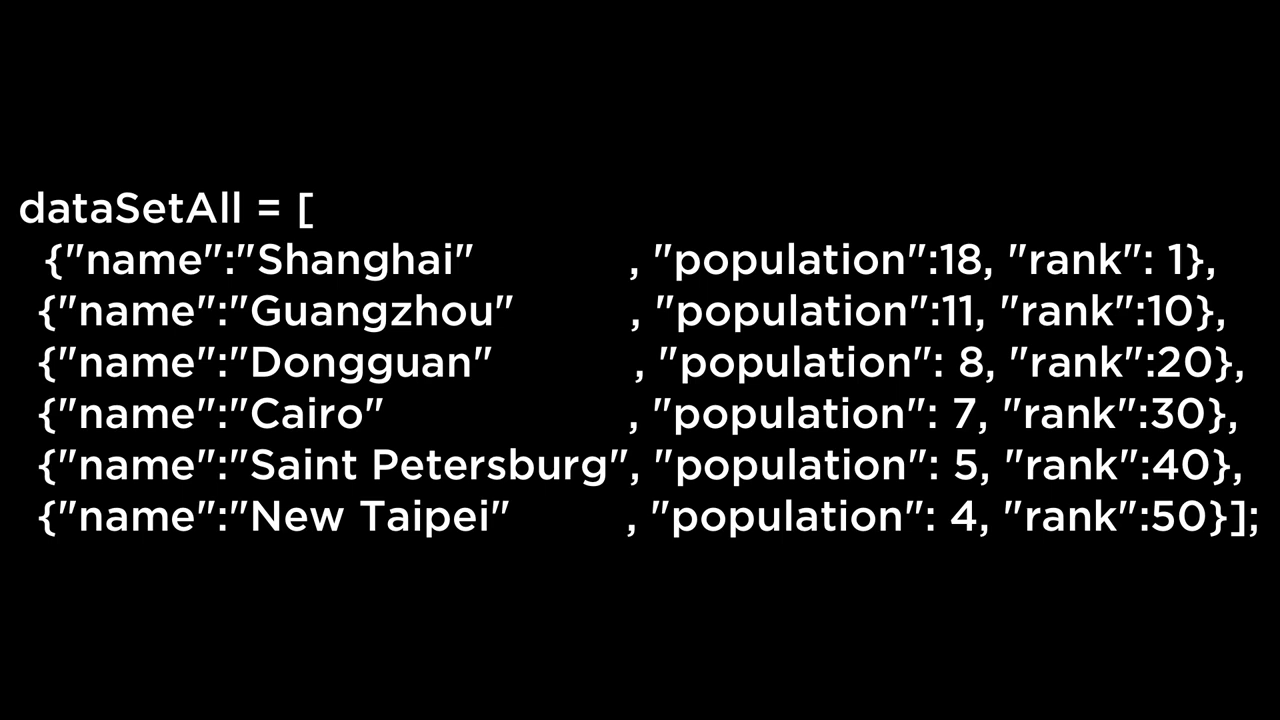 dataSetAll = [
{"name":"Shanghai" , "population":18, "rank": 1},
{"name":"Guangzhou" , "population":11, "rank":10},
{"name":"Dongguan" , "population": 8, "rank":20},
{"name":"Cairo" , "population": 7, "rank":30},
{"name":"Saint Petersburg", "population": 5, "rank":40},
{"name":"New Taipei" , "population": 4, "rank":50}];